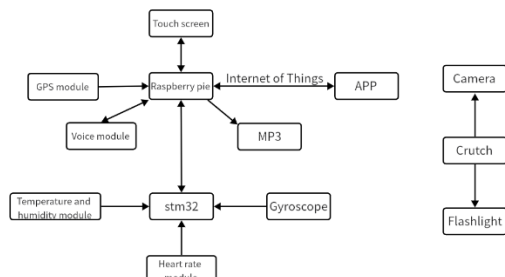 Touch screen
GPS module
Raspberry pie
Internet of Things
APP
Camera
Voice module
MP3
Crutch
Temperature and
humidity module
stm32
Gyroscope
Flashlight
Heart rate
module